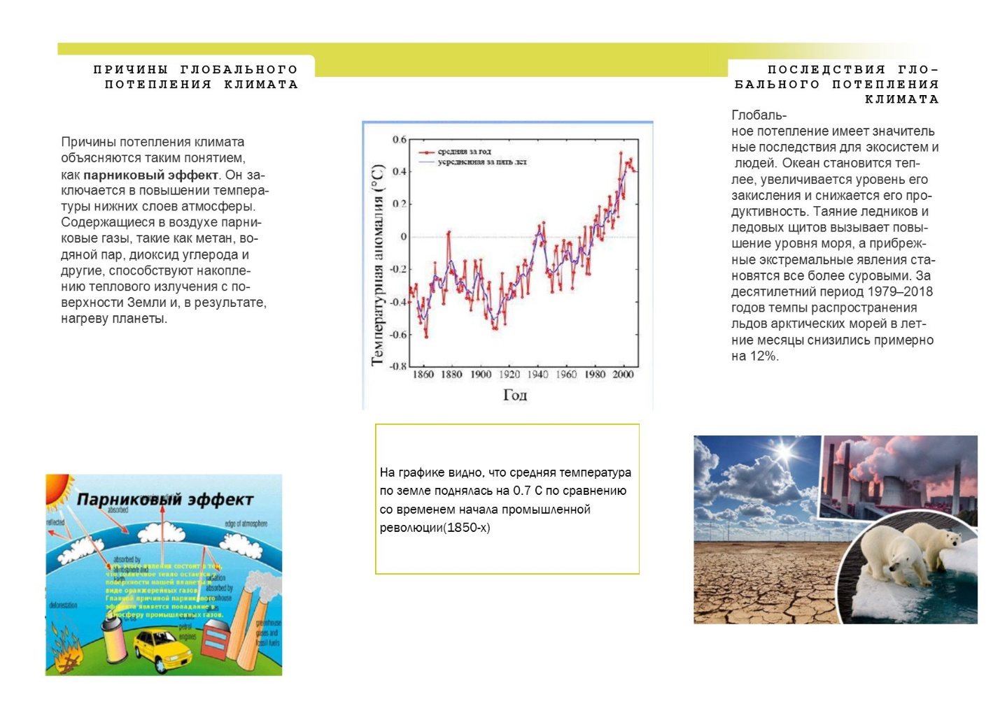 ПРИЧИНЫ ГЛОБАЛЬНОГО
ПОТЕПЛЕНИЯ КЛИМАТА
Причины потепления климата
объясняются таким понятием,
как парниковый эффект. Он за-
ключается в повышении темпера-
туры нижних слоев атмосферы.
Содержащиеся в воздухе парни-
ковые газы, такие как метан, во-
дяной пар, диоксид углерода и
другие, способствуют накопле-
нию теплового излучения с по-
верхности Земли и, в результате,
нагреву планеты.
Парниковый эффект
absorbed
reflected
edge of atmosphere
absorbed by
atmosphere and
Суть этого явления состоит в том,
что солнечное тепло остается у
поверхности нашей планеты в
виде оранжерейных газов.
Главной причиной парникового
эффекта является попадание в
атмосферу промышленных газов.
radiation
absorbed by
greenhouse
deforestation
petrol
engines
greenhouse
gases and
fossil fuels
0.6
0.4
0.2
0
-0.2
-0.4
-0.6
-0.8
средняя за год
усредненная за пять лет
Температурная аномалия (°C)
1860 1880 1900 1920 1940 1960 1980 2000
Год
На графике видно, что средняя температура
по земле поднялась на 0.7 С по сравнению
со временем начала промышленной
революции(1850-х)
ПОСЛЕДСТВИЯ ГЛО-
БАЛЬНОГО ПОТЕПЛЕНИЯ
КЛИМАТА
Глобаль-
ное потепление имеет значитель
ные последствия для экосистем и
людей. Океан становится теп-
лее, увеличивается уровень его
закисления и снижается его про-
дуктивность. Таяние ледников и
ледовых щитов вызывает повы-
шение уровня моря, а прибреж-
ные экстремальные явления ста-
новятся все более суровыми. За
десятилетний период 1979–2018
годов темпы распространения
льдов арктических морей в лет-
ние месяцы снизились примерно
на 12%.